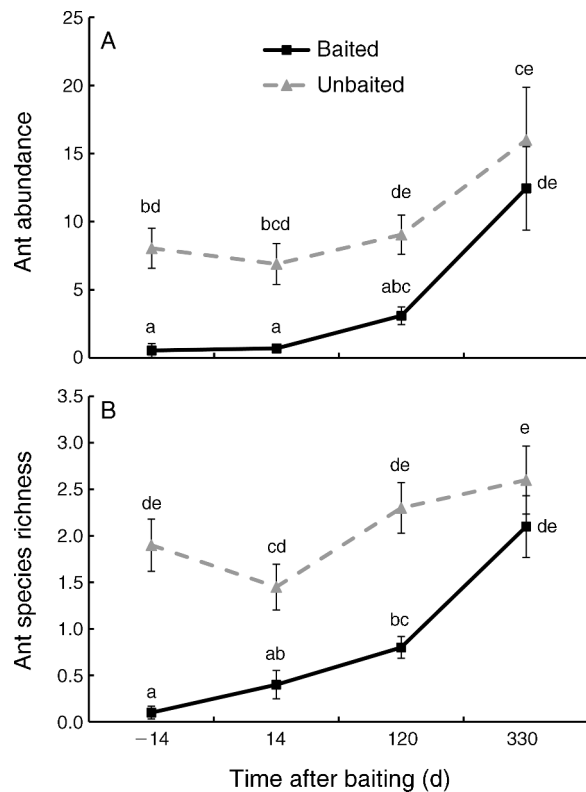 25
A
Baited
Unbaited
ce
20
15
bd
bcd
de
de
10
abc
5
a
a
0
Ant abundance
3.5
B
3.0
e
de
2.5
de
2.0
cd
de
1.5
1.0
bc
ab
0.5
a
0.0
Ant species richness
−14
14
120
330
Time after baiting (d)